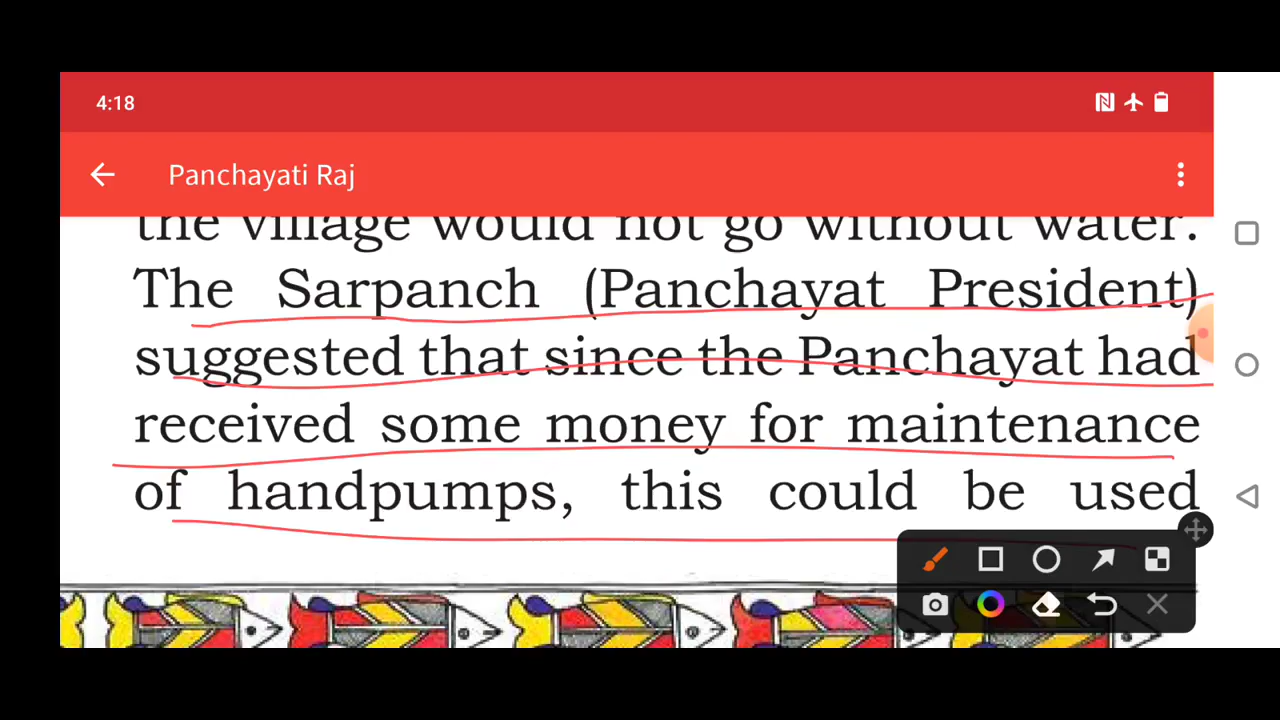 4:18
Panchayati Raj
the village would not go without water.
The Sarpanch (Panchayat President)
suggested that since the Panchayat had
received some money for maintenance
of handpumps, this could be used